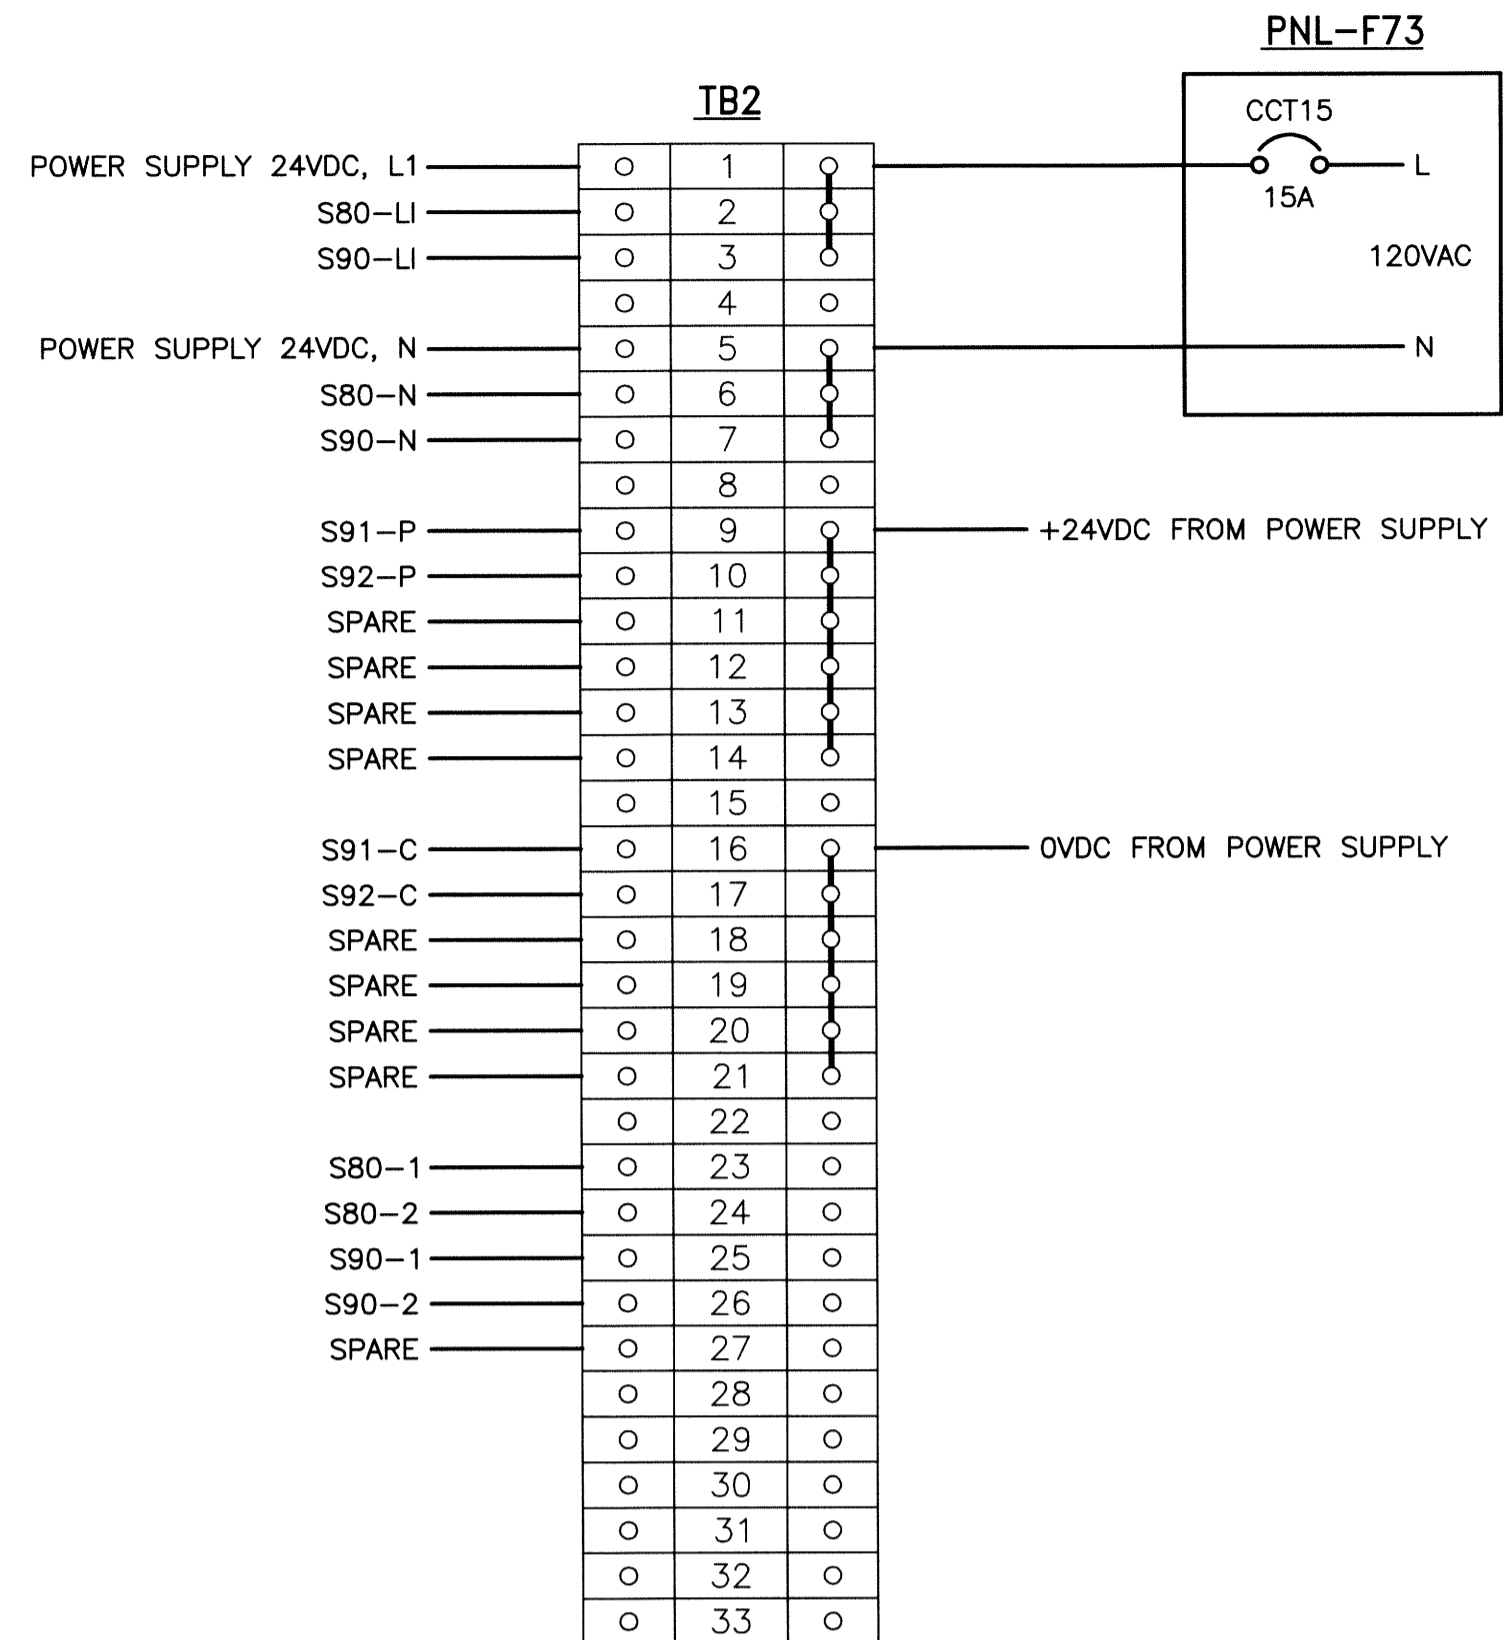 PNL-F73
TB2
CCT15
POWER SUPPLY 24VDC, L1 1 L
15A
S80-LI 2
S90-LI 3 120VAC
4
POWER SUPPLY 24VDC, N 5 N
S80-N 6
S90-N 7
8
S91-P 9 +24VDC FROM POWER SUPPLY
S92-P 10
SPARE 11
SPARE 12
SPARE 13
SPARE 14
15
S91-C 16 0VDC FROM POWER SUPPLY
S92-C 17
SPARE 18
SPARE 19
SPARE 20
SPARE 21
22
S80-1 23
S80-2 24
S90-1 25
S90-2 26
SPARE 27
28
29
30
31
32
33